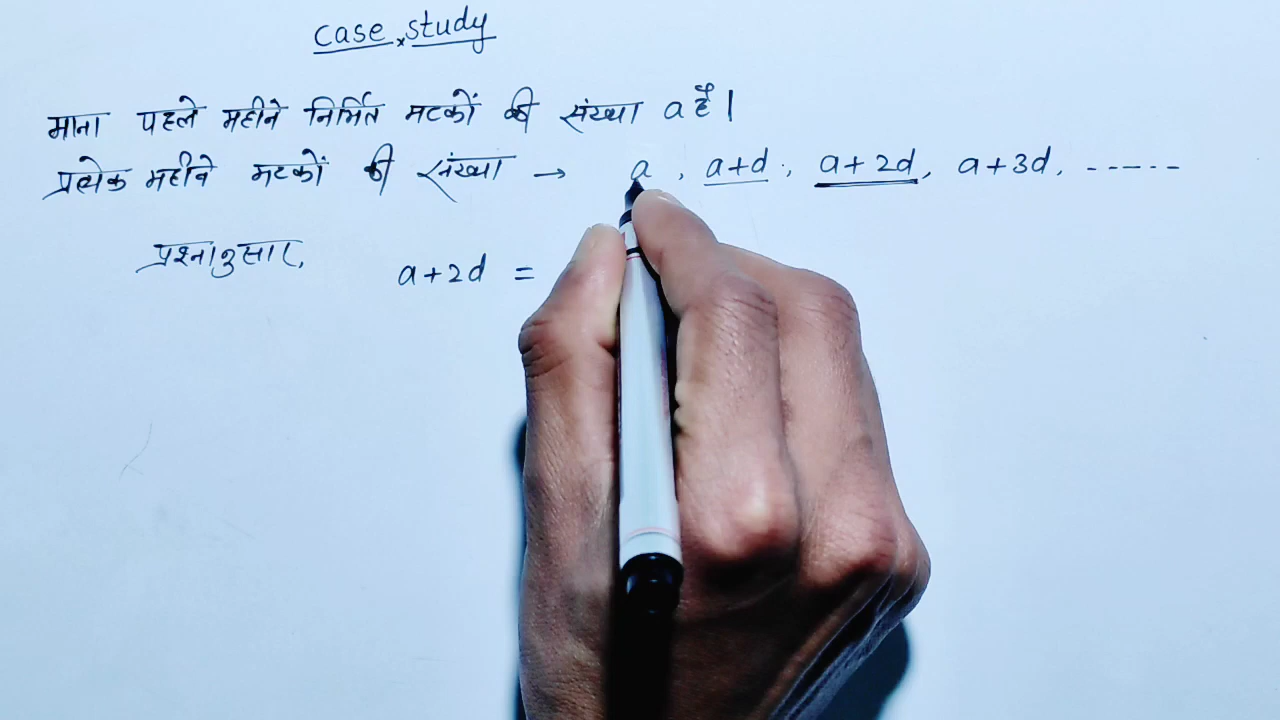 case study
माना पहले महीने निर्मित मटकों की संख्या a है।
प्रत्येक महीने मटकों की संख्या → a, a+d, a+2d, a+3d, -----
प्रश्नानुसार, a+2d =